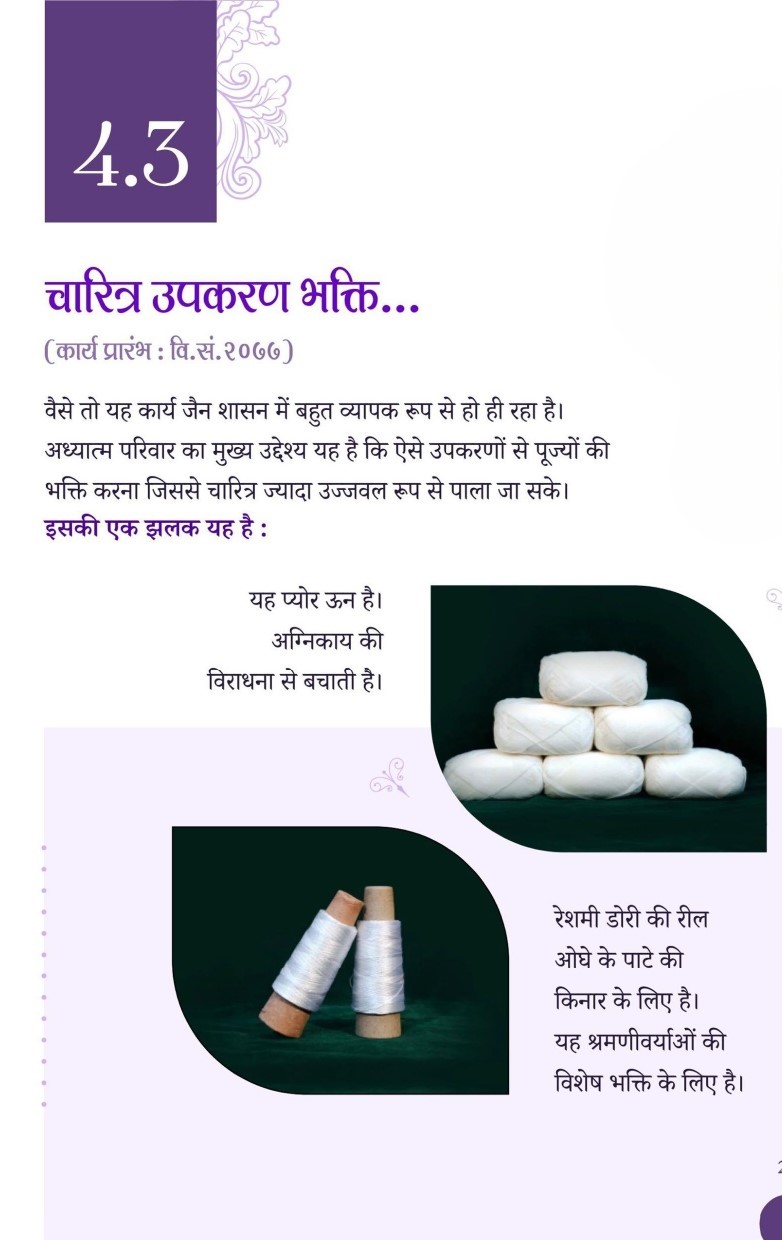 4.3
चारित्र उपकरण भक्ति...
(कार्य प्रारंभ : वि.सं.२०७७)
वैसे तो यह कार्य जैन शासन में बहुत व्यापक रूप से हो ही रहा है।
अध्यात्म परिवार का मुख्य उद्देश्य यह है कि ऐसे उपकरणों से पूज्यों की
भक्ति करना जिससे चारित्र ज्यादा उज्जवल रूप से पाला जा सके।
इसकी एक झलक यह है :
यह प्योर ऊन है।
अग्निकाय की
विराधना से बचाती है।
रेशमी डोरी की रील
ओघे के पाटे की
किनार के लिए है।
यह श्रमणीवर्याओं की
विशेष भक्ति के लिए है।